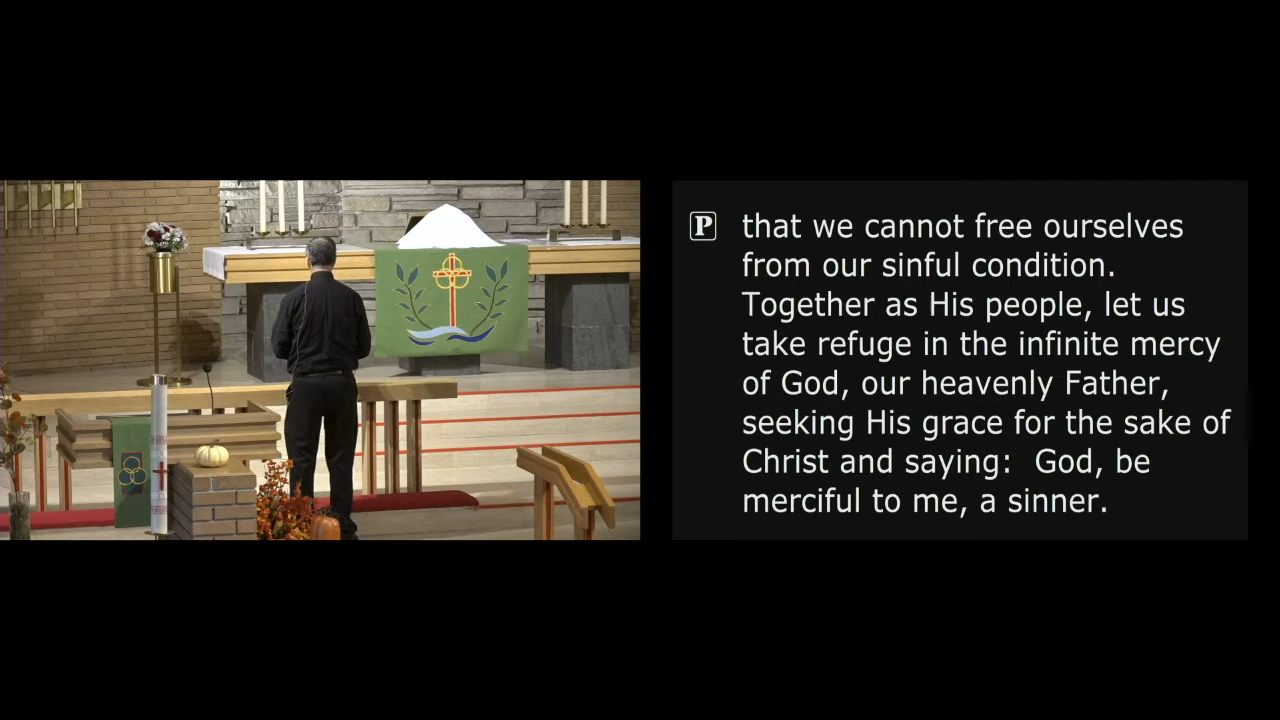 P that we cannot free ourselves
from our sinful condition.
Together as His people, let us
take refuge in the infinite mercy
of God, our heavenly Father,
seeking His grace for the sake of
Christ and saying:  God, be
merciful to me, a sinner.